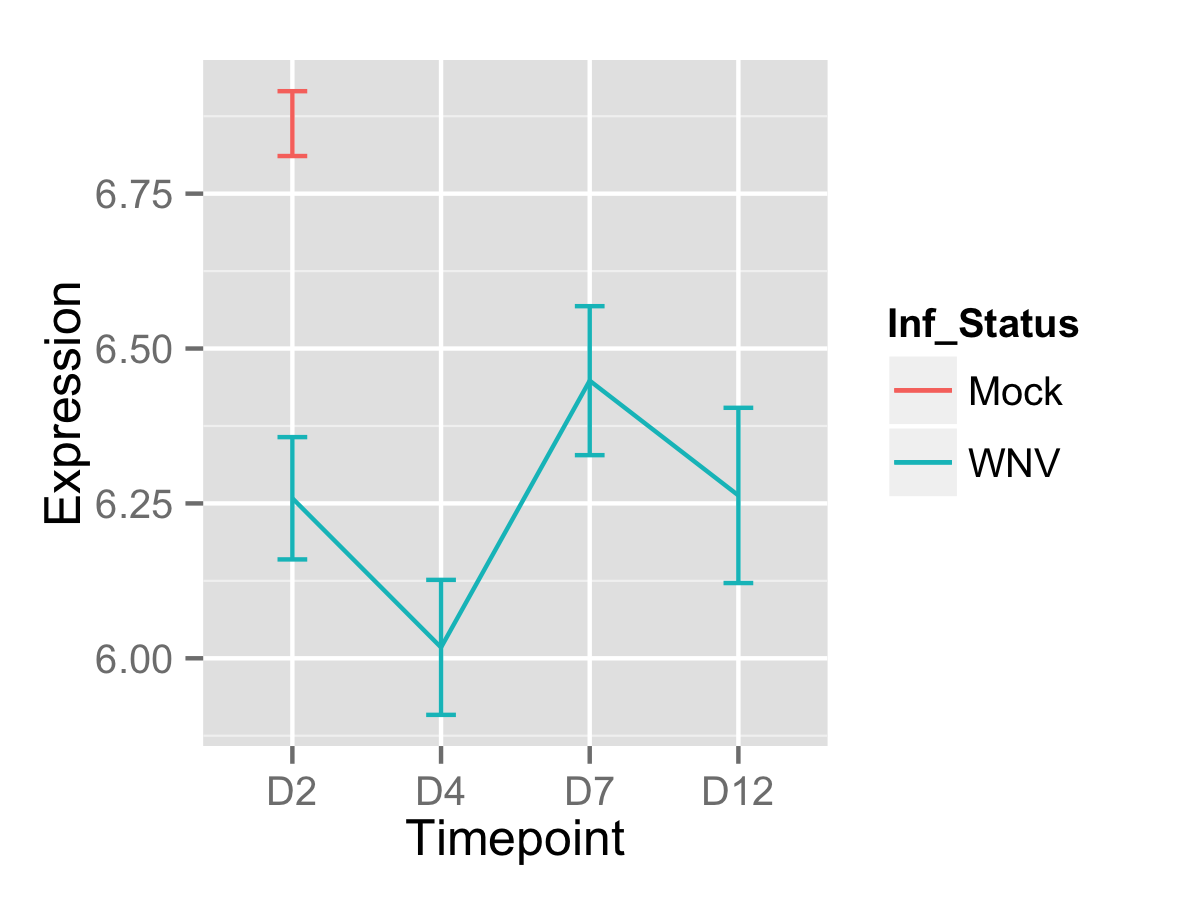 Expression
6.75
6.50
6.25
6.00
D2 D4 D7 D12
Timepoint
Inf_Status
Mock
WNV